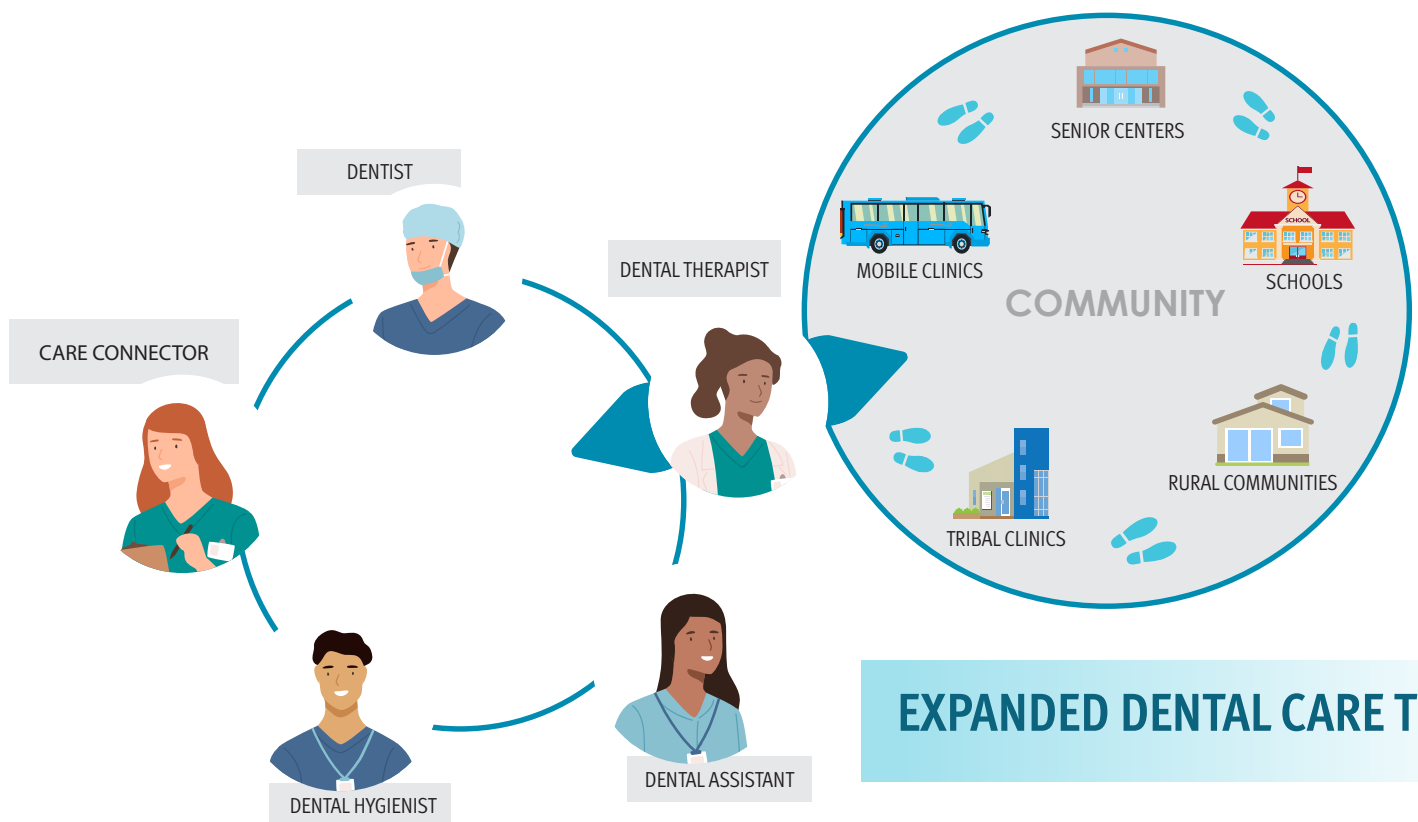 SENIOR CENTERS
DENTIST
SCHOOL
DENTAL THERAPIST
MOBILE CLINICS
SCHOOLS
COMMUNITY
CARE CONNECTOR
RURAL COMMUNITIES
TRIBAL CLINICS
EXPANDED DENTAL CARE T
DENTAL ASSISTANT
DENTAL HYGIENIST